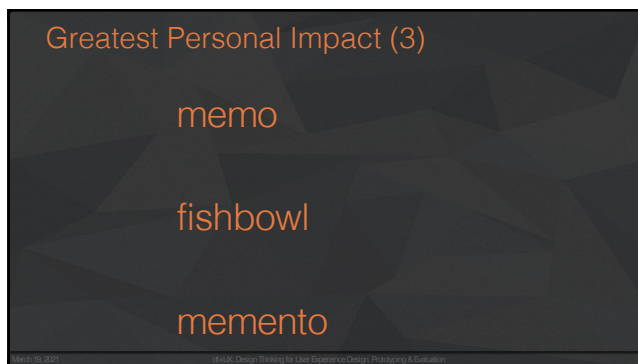 Greatest Personal Impact (3)
memo
fishbowl
memento
March 19, 2021
dt+UX: Design Thinking for User Experience Design, Prototyping & Evaluation